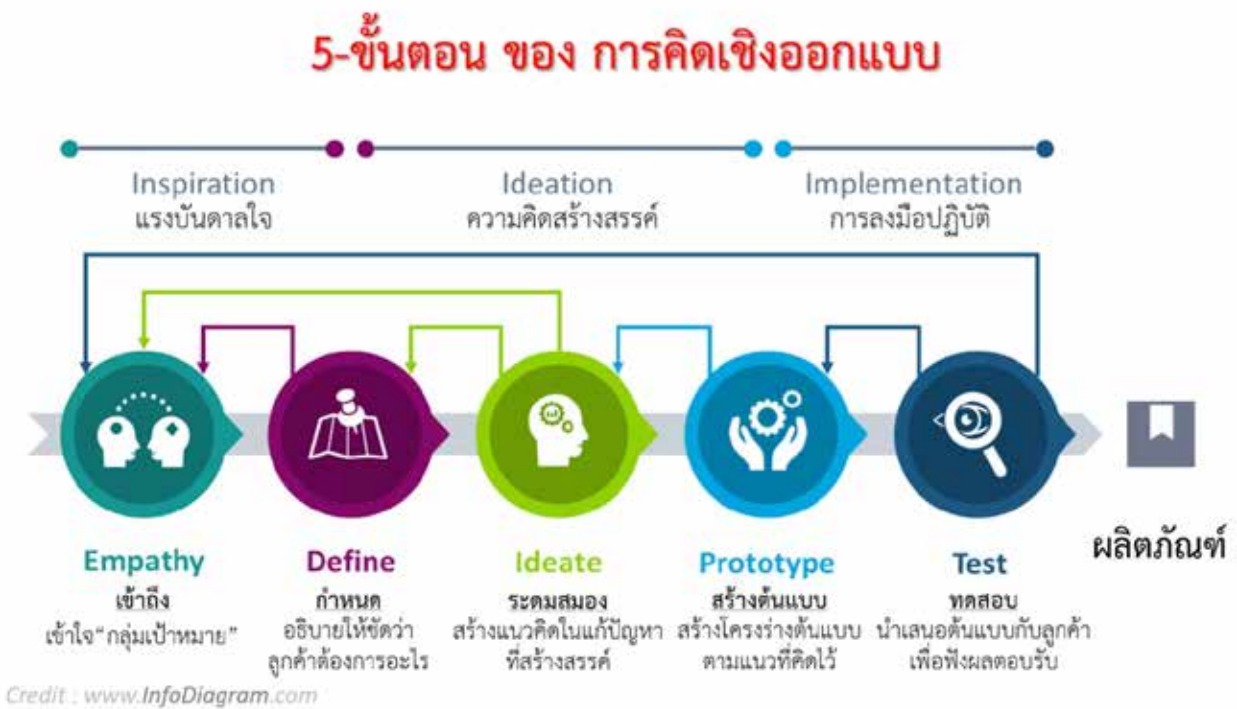 5-ขั้นตอน ของ การคิดเชิงออกแบบ
Inspiration
แรงบันดาลใจ
Ideation
ความคิดสร้างสรรค์
Implementation
การลงมือปฏิบัติ
Empathy
เข้าถึง
เข้าใจ“กลุ่มเป้าหมาย”
Define
กำหนด
อธิบายให้ชัดว่า
ลูกค้าต้องการอะไร
Ideate
ระดมสมอง
สร้างแนวคิดในแก้ปัญหา
ที่สร้างสรรค์
Prototype
สร้างต้นแบบ
สร้างโครงร่างต้นแบบ
ตามแนวที่คิดไว้
Test
ทดสอบ
นำเสนอต้นแบบกับลูกค้า
เพื่อฟังผลตอบรับ
ผลิตภัณฑ์
Credit : www.InfoDiagram.com